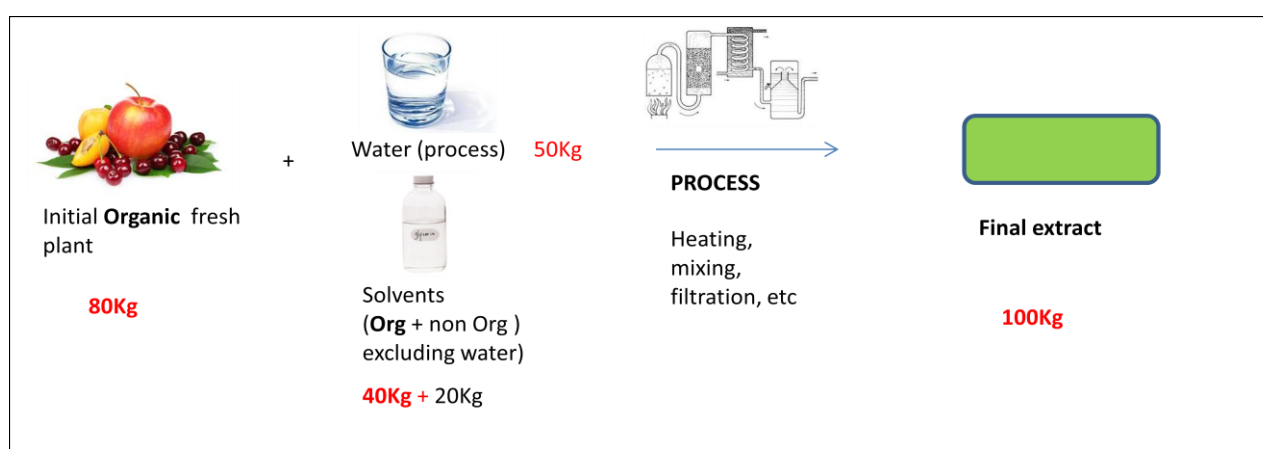 Initial Organic fresh
plant
80Kg
+
Water (process) 50Kg
Solvents
(Org + non Org )
excluding water)
40Kg + 20Kg
PROCESS
Heating,
mixing,
filtration, etc
Final extract
100Kg